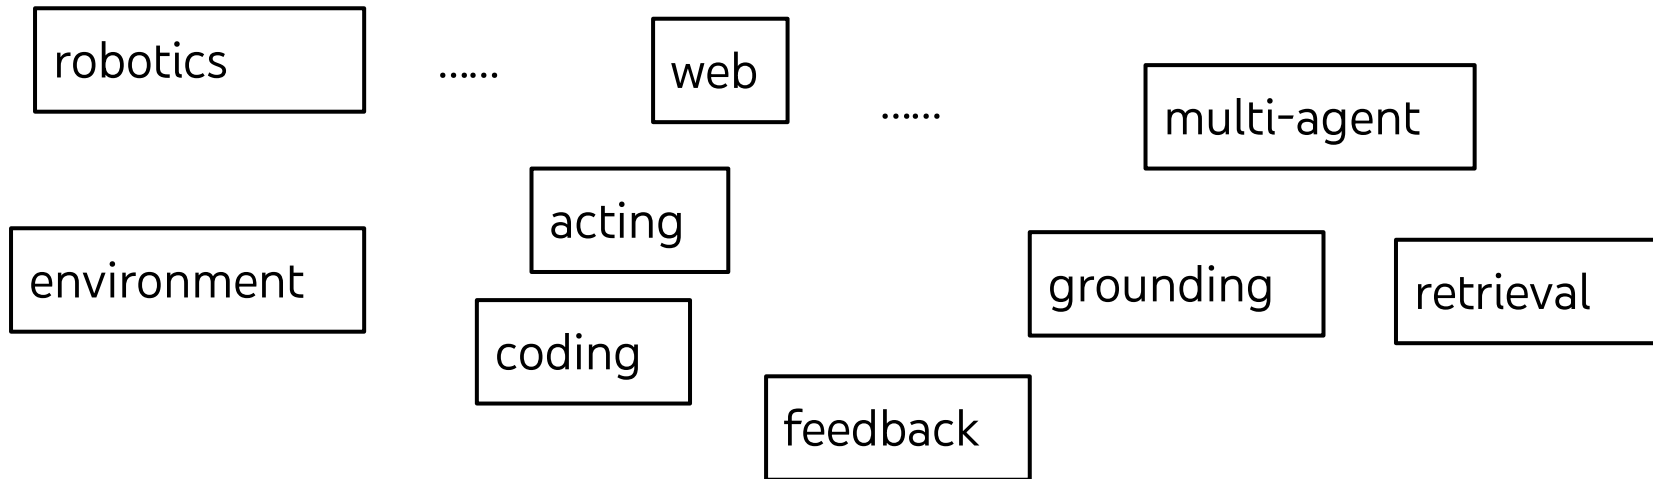 robotics
......
web
......
multi-agent
acting
environment
grounding
retrieval
coding
feedback